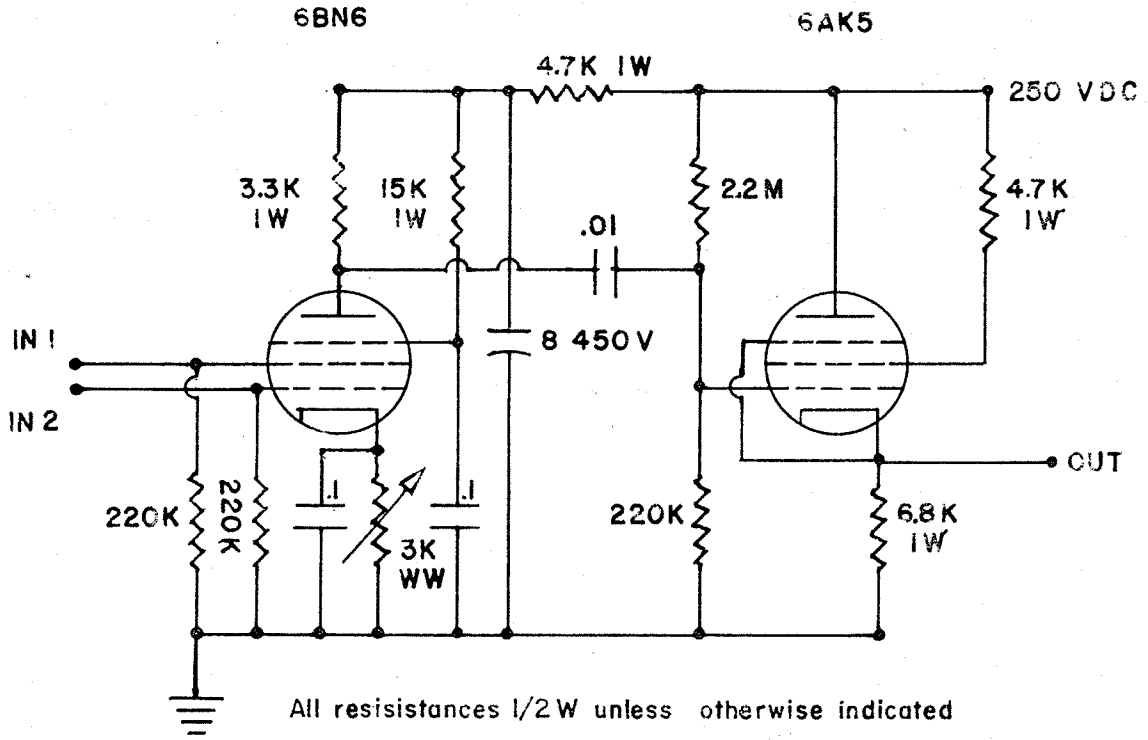 6BN6
6AK5
4.7K 1W
250 VDC
3.3K
1W
15K
1W
2.2M
4.7K
1W
.01
IN 1
8 450V
IN 2
OUT
220K
220K
.1
3K
WW
.1
220K
6.8K
1W
All resisistances 1/2W unless otherwise indicated